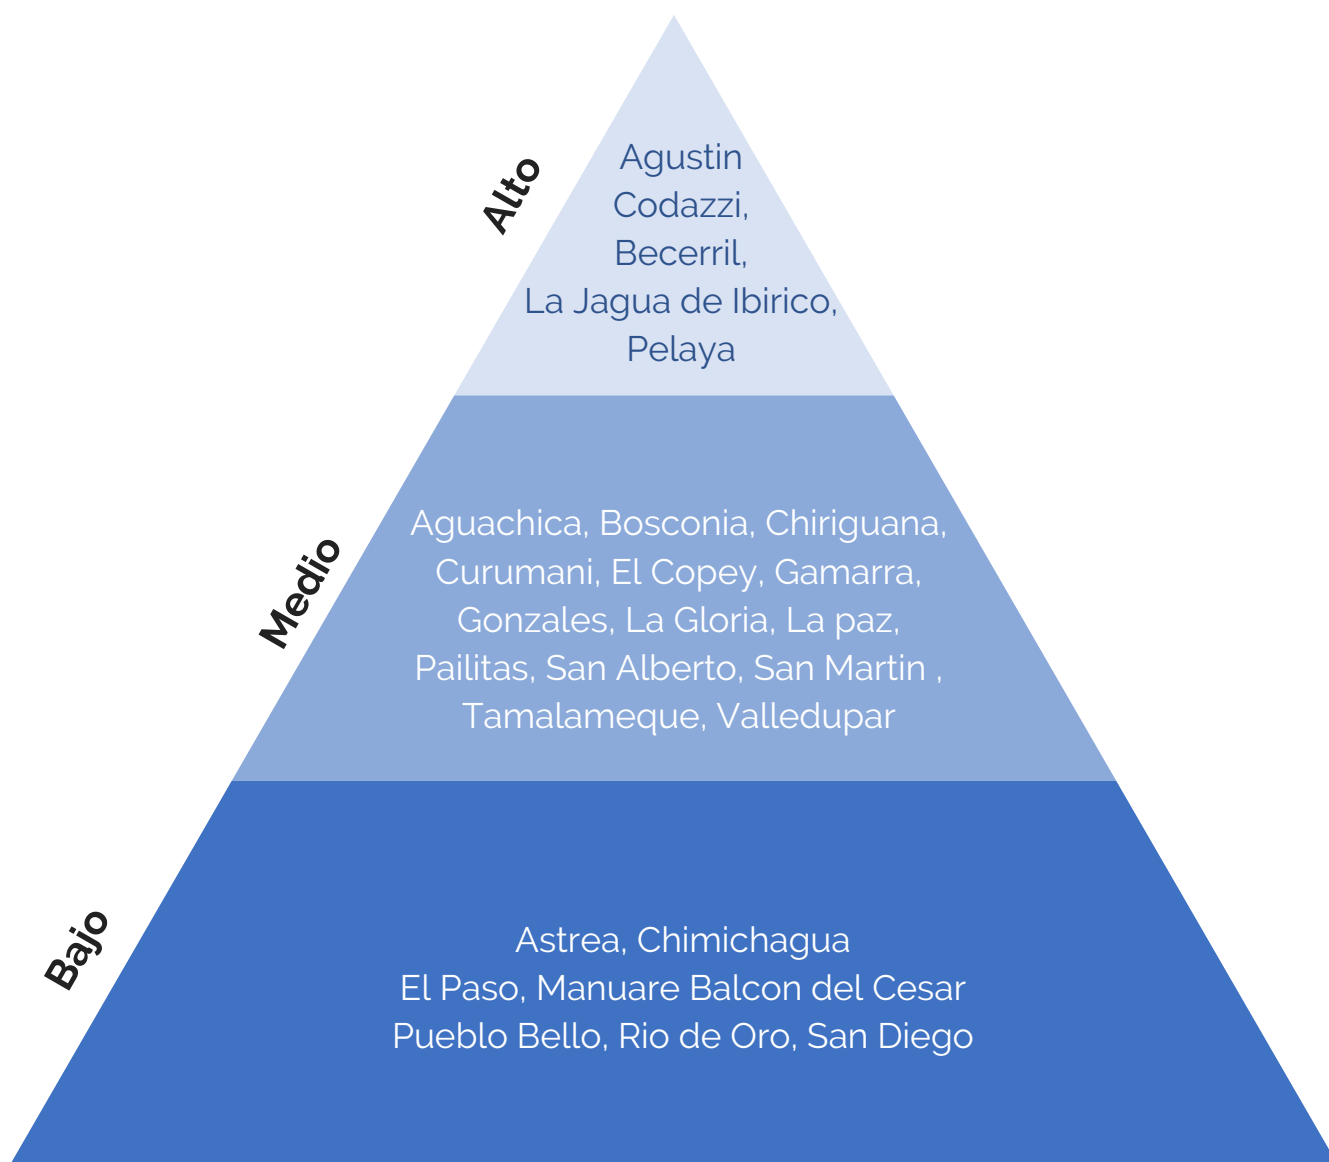 Alto
Agustin
Codazzi,
Becerril,
La Jagua de Ibirico,
Pelaya
Medio
Aguachica, Bosconia, Chiriguana,
Curumani, El Copey, Gamarra,
Gonzales, La Gloria, La paz,
Pailitas, San Alberto, San Martin ,
Tamalameque, Valledupar
Bajo
Astrea, Chimichagua
El Paso, Manuare Balcon del Cesar
Pueblo Bello, Rio de Oro, San Diego